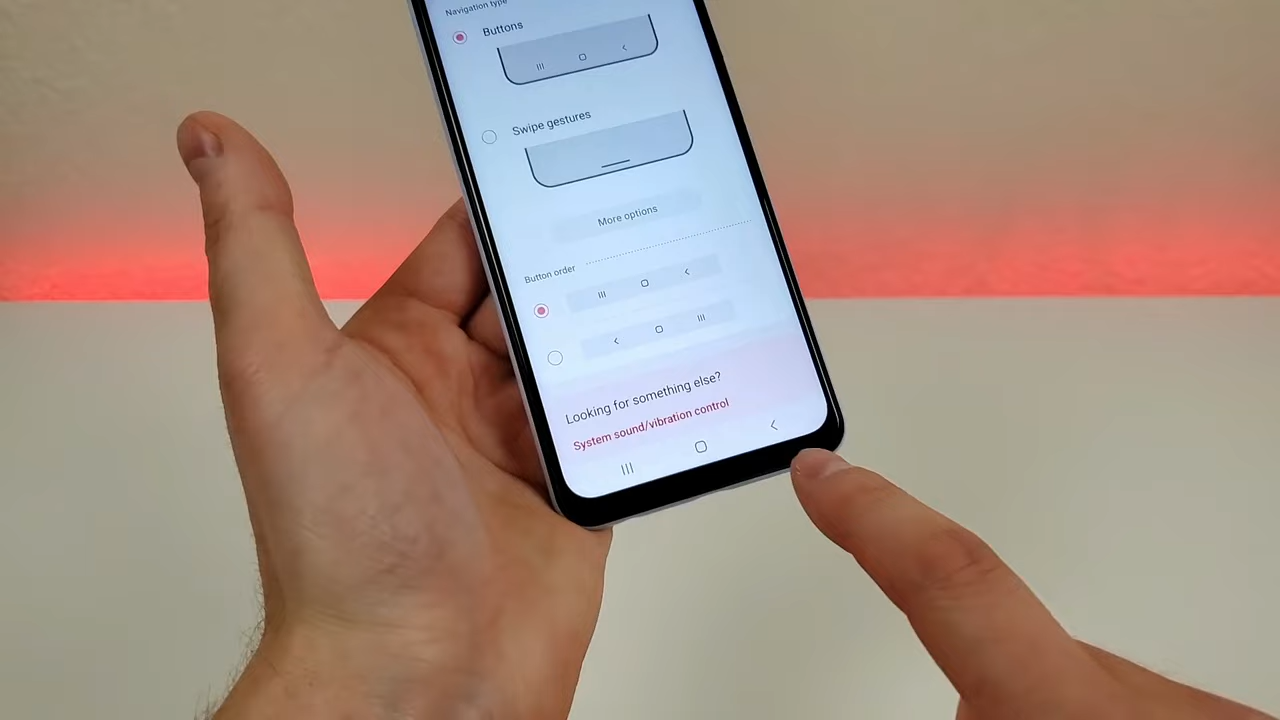 Navigation type
Buttons
Swipe gestures
More options
Button order
Looking for something else?
System sound/vibration control